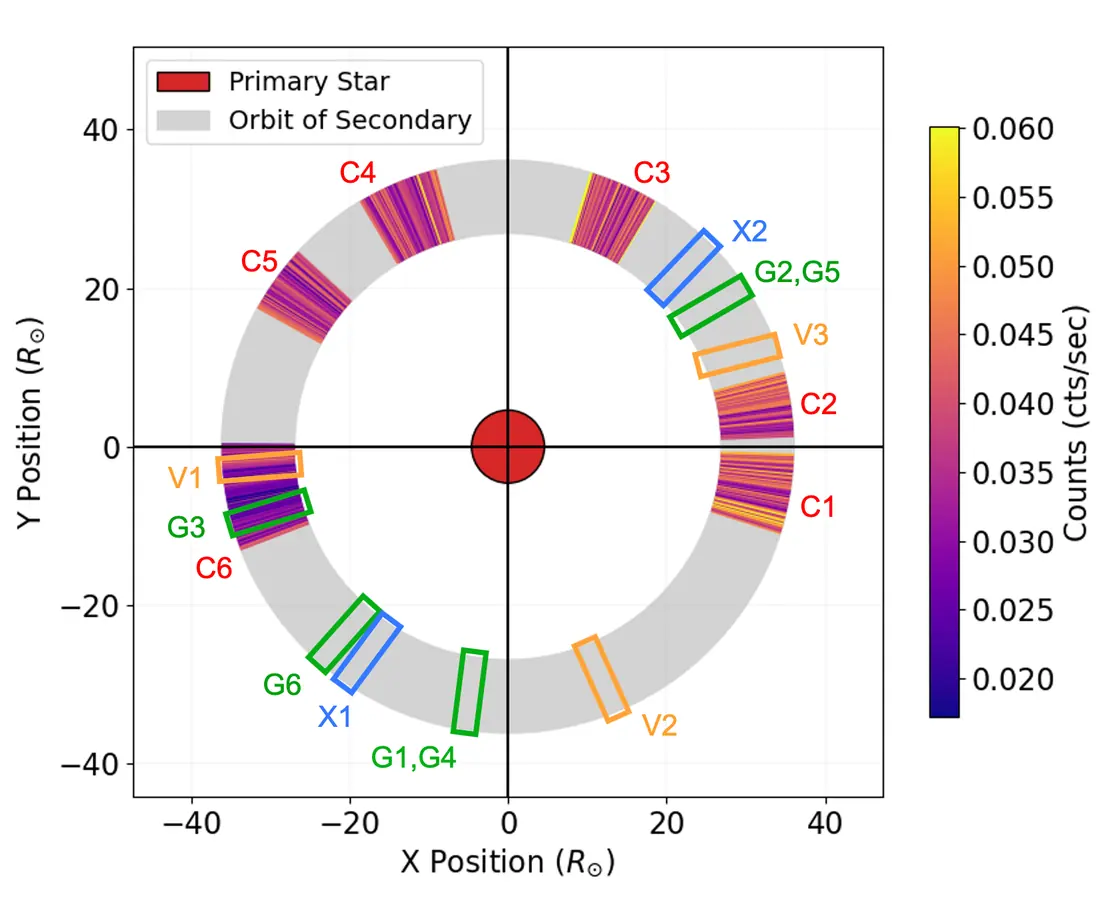 Primary Star
Orbit of Secondary
C4
C3
X2
G2,G5
C5
V3
C2
V1
G3
C1
C6
G6
X1
V2
G1,G4
40
20
0
−20
−40
Y Position (R⊙)
−40 −20 0 20 40
X Position (R⊙)
0.060
0.055
0.050
0.045
0.040
0.035
0.030
0.025
0.020
Counts (cts/sec)